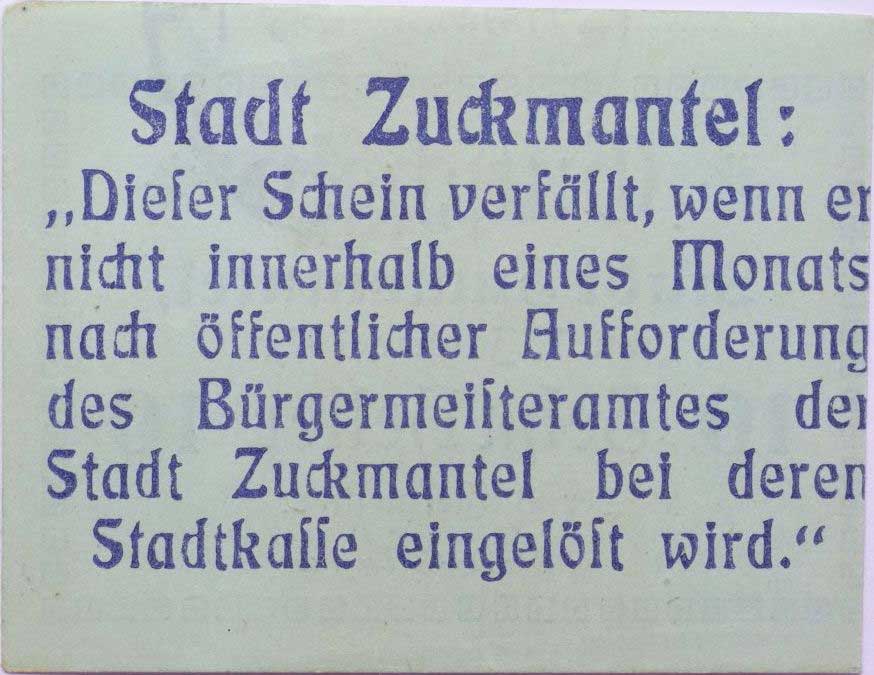 Stadt Zuckmantel:
„Dieſer Schein verfällt, wenn er
nicht innerhalb eines Monats
nach öffentlicher Aufforderung
des Bürgermeiſteramtes der
Stadt Zuckmantel bei deren
Stadtkaſſe eingelöſt wird.“